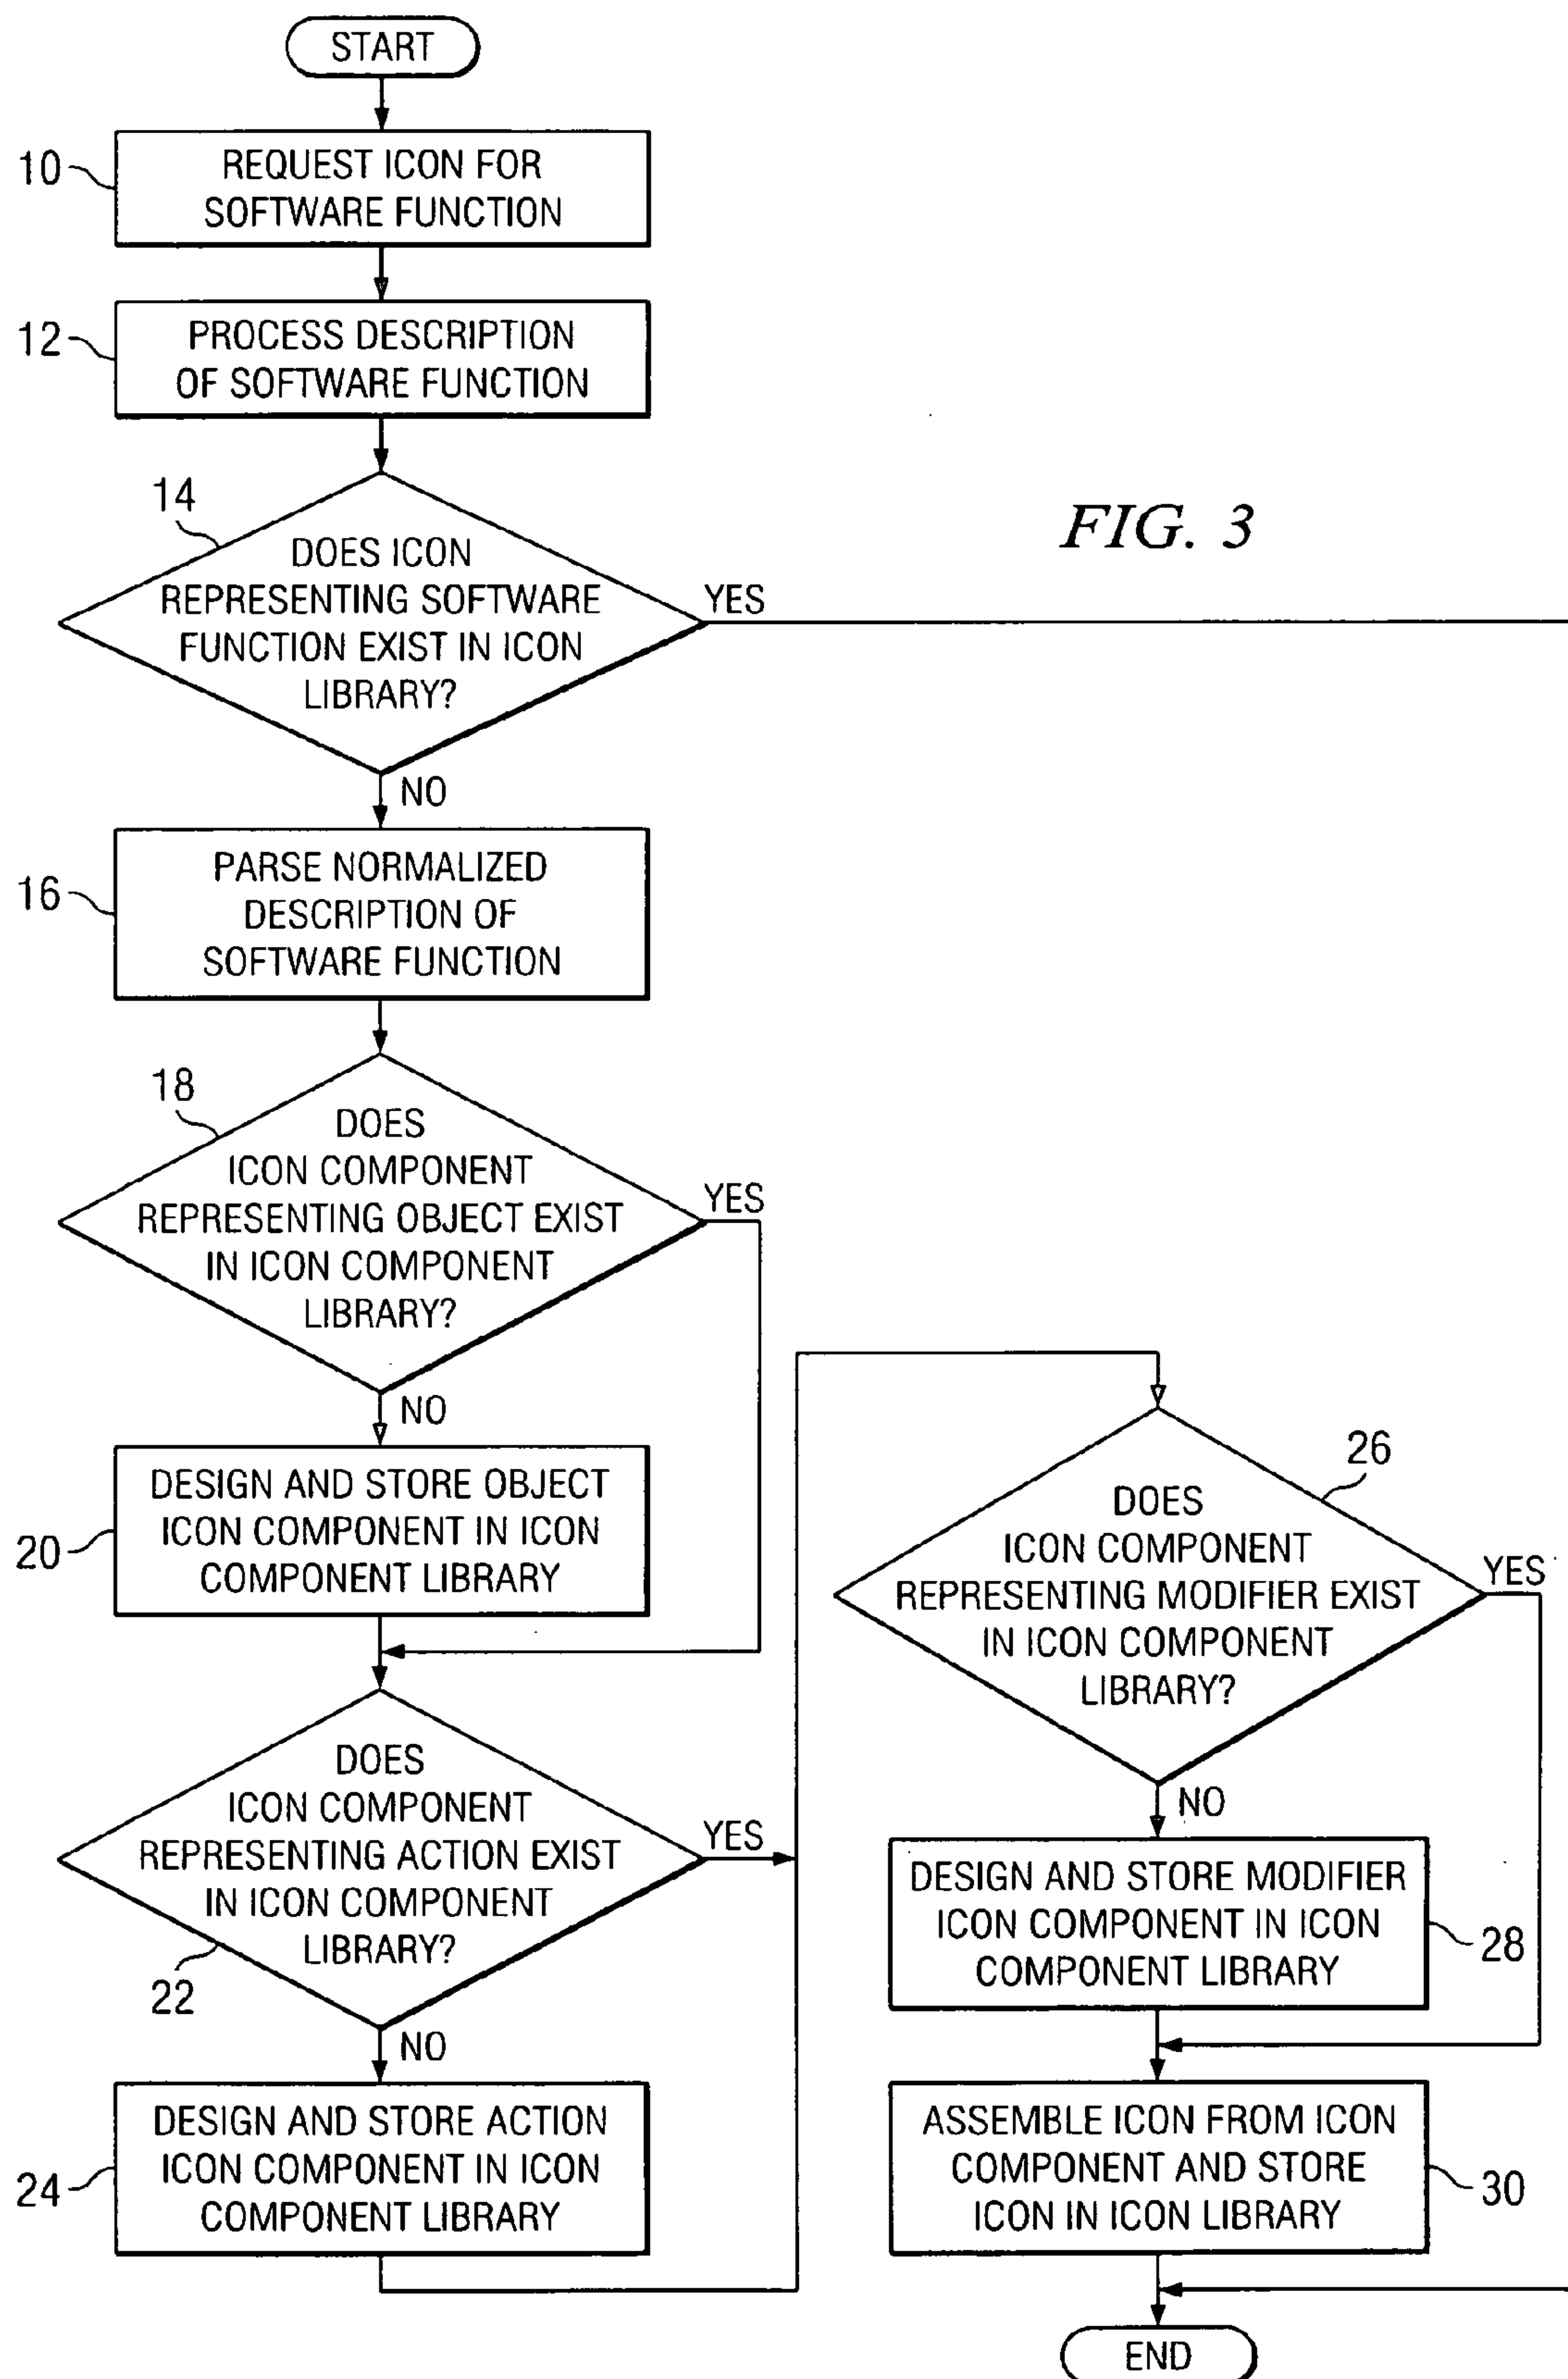 START
10
REQUEST ICON FOR
SOFTWARE FUNCTION
12
PROCESS DESCRIPTION
OF SOFTWARE FUNCTION
14
DOES ICON
REPRESENTING SOFTWARE
FUNCTION EXIST IN ICON
LIBRARY?
YES
NO
FIG. 3
16
PARSE NORMALIZED
DESCRIPTION OF
SOFTWARE FUNCTION
18
DOES
ICON COMPONENT
REPRESENTING OBJECT EXIST
IN ICON COMPONENT
LIBRARY?
YES
NO
20
DESIGN AND STORE OBJECT
ICON COMPONENT IN ICON
COMPONENT LIBRARY
DOES
ICON COMPONENT
REPRESENTING ACTION EXIST
IN ICON COMPONENT
LIBRARY?
22
YES
NO
24
DESIGN AND STORE ACTION
ICON COMPONENT IN ICON
COMPONENT LIBRARY
26
DOES
ICON COMPONENT
REPRESENTING MODIFIER EXIST
IN ICON COMPONENT
LIBRARY?
YES
NO
DESIGN AND STORE MODIFIER
ICON COMPONENT IN ICON
COMPONENT LIBRARY
28
ASSEMBLE ICON FROM ICON
COMPONENT AND STORE
ICON IN ICON LIBRARY
30
END